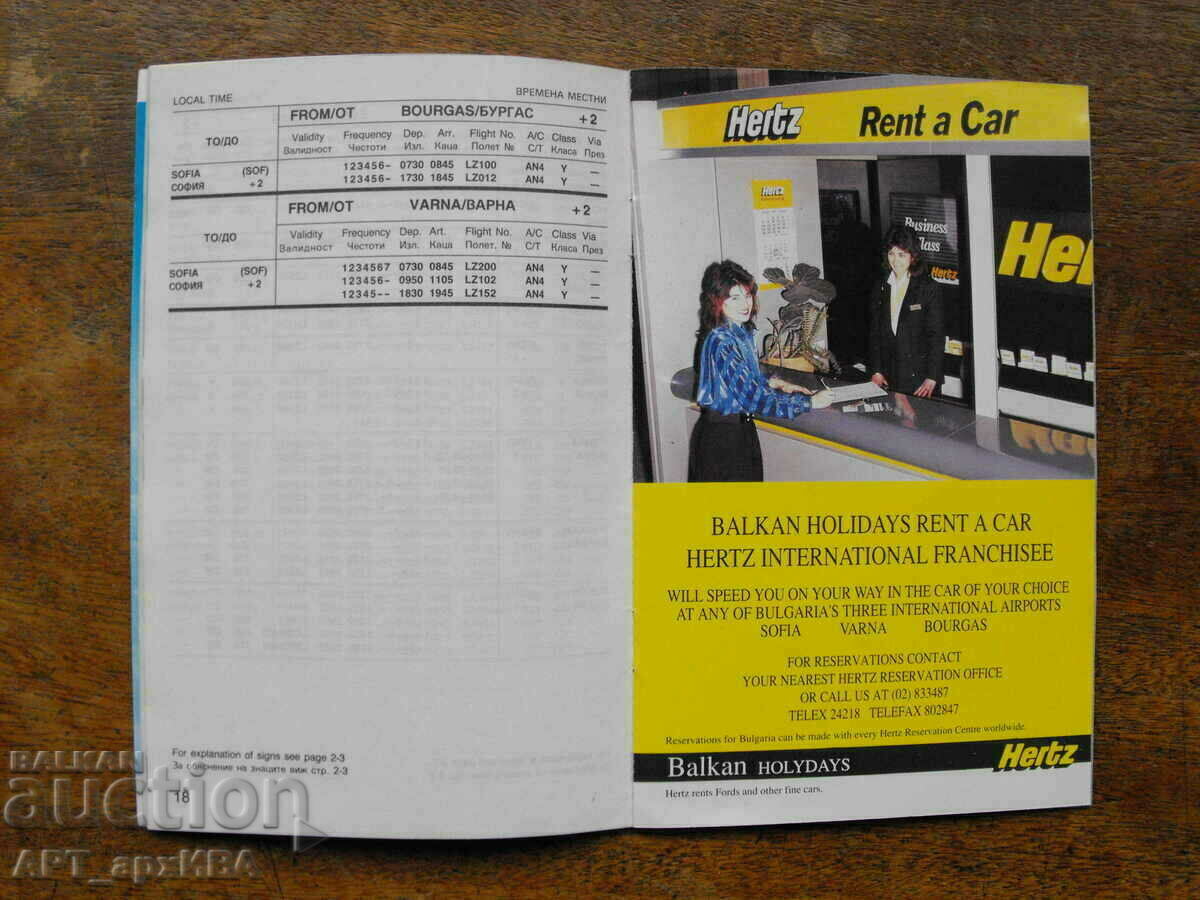 LOCAL TIME ВРЕМЕНА МЕСТНИ
FROM/ОТ BOURGAS/БУРГАС +2
ТО/ДО Validity Frequency Dep. Arr. Flight No. A/C Class Via
Валидност Честоти Изл. Каца Полет № С/Т Класа През
SOFIA (SOF) 123456– 0730 0845 LZ100 AN4 Y —
СОФИЯ +2 123456– 1730 1845 LZ012 AN4 Y —
FROM/ОТ VARNA/ВАРНА +2
ТО/ДО Validity Frequency Dep. Art. Flight No. A/C Class Via
Валидност Честоти Изл. Каца Полет. № С/Т Класа През
SOFIA (SOF) 1234567 0730 0845 LZ200 AN4 Y —
СОФИЯ +2 123456– 0950 1105 LZ102 AN4 Y —
12345–– 1830 1945 LZ152 AN4 Y —
For explanation of signs see page 2-3
За обяснение на знаците виж стр. 2-3
18
Hertz Rent a Car
Hertz
Business
Class
Hertz
He
BALKAN HOLIDAYS RENT A CAR
HERTZ INTERNATIONAL FRANCHISEE
WILL SPEED YOU ON YOUR WAY IN THE CAR OF YOUR CHOICE
AT ANY OF BULGARIA'S THREE INTERNATIONAL AIRPORTS
SOFIA VARNA BOURGAS
FOR RESERVATIONS CONTACT
YOUR NEAREST HERTZ RESERVATION OFFICE
OR CALL US AT (02) 833487
TELEX 24218 TELEFAX 802847
Reservations for Bulgaria can be made with every Hertz Reservation Centre worldwide.
Balkan HOLYDAYS Hertz
Hertz rents Fords and other fine cars.
BALKAN
auction
АРТ_архИВА